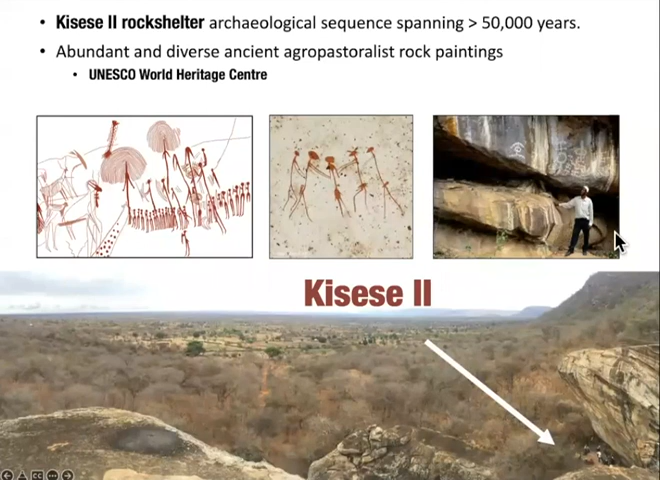 • Kisese II rockshelter archaeological sequence spanning > 50,000 years.
• Abundant and diverse ancient agropastoralist rock paintings
• UNESCO World Heritage Centre
Kisese II
CC